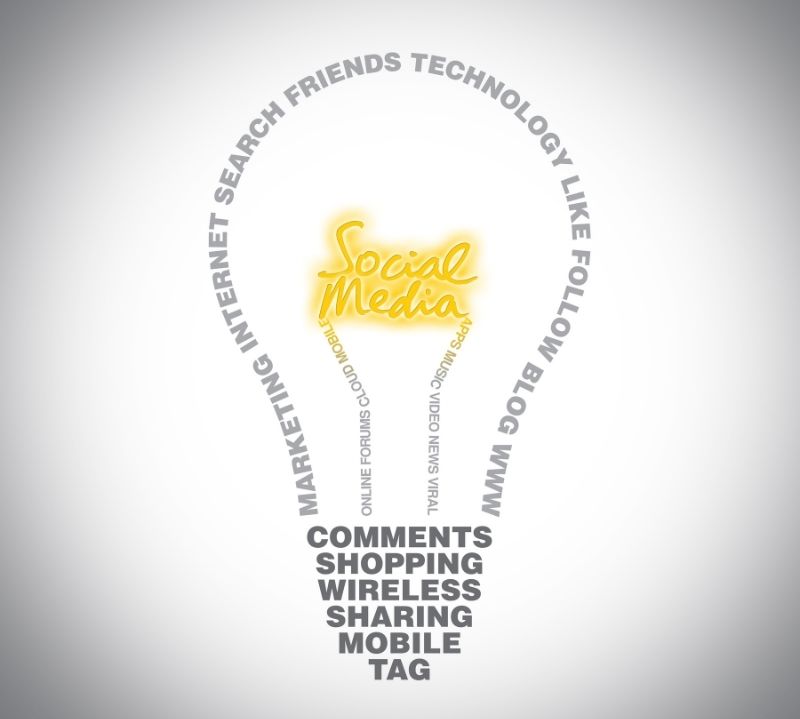 MARKETING INTERNET SEARCH FRIENDS TECHNOLOGY LIKE FOLLOW BLOG WWW
Social
Media
ONLINE FORUMS CLOUD MOBILE
APPS MUSIC VIDEO NEWS VIRAL
COMMENTS
SHOPPING
WIRELESS
SHARING
MOBILE
TAG